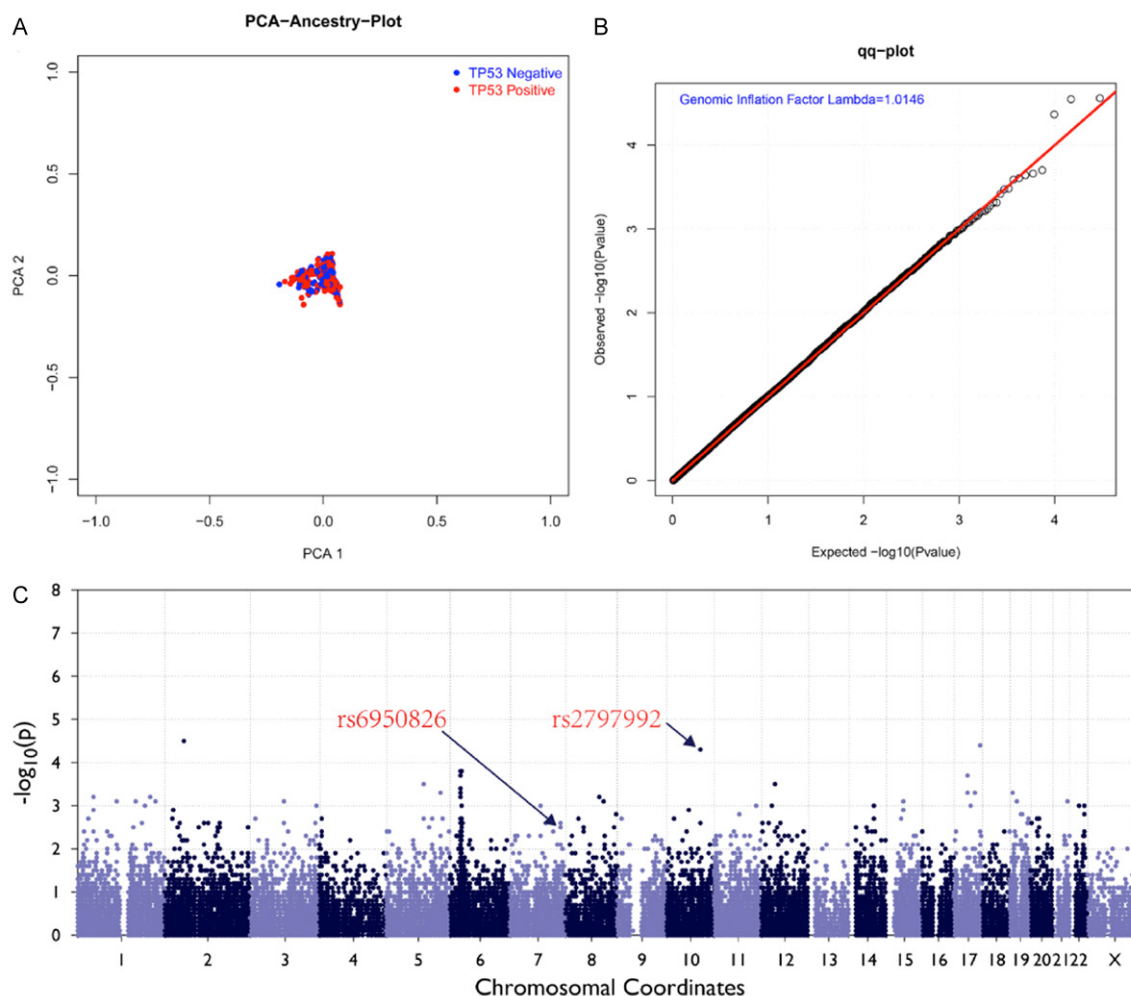 A
PCA-Ancestry-Plot
TP53 Negative
TP53 Positive
1.0
0.5
0.0
-0.5
-1.0
PCA 2
-1.0 -0.5 0.0 0.5 1.0
PCA 1
B
qq-plot
Genomic Inflation Factor Lambda=1.0146
4
3
2
1
0
Observed -log10(Pvalue)
0 1 2 3 4
Expected -log10(Pvalue)
C
8
7
6
5
4
3
2
1
0
-log10(p)
rs6950826
rs2797992
1 2 3 4 5 6 7 8 9 10 11 12 13 14 15 16 17 18 19 20 21 22 X
Chromosomal Coordinates